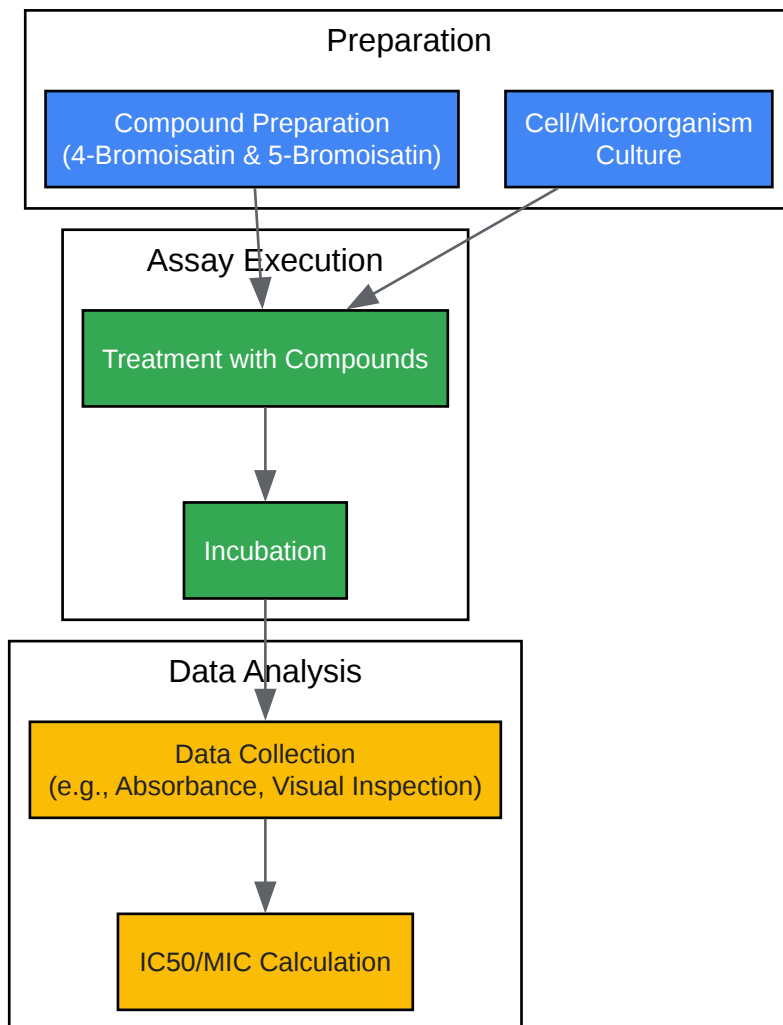 Preparation
Compound Preparation
(4-Bromoisatin & 5-Bromoisatin)
Cell/Microorganism
Culture
Assay Execution
Treatment with Compounds
Incubation
Data Analysis
Data Collection
(e.g., Absorbance, Visual Inspection)
IC50/MIC Calculation